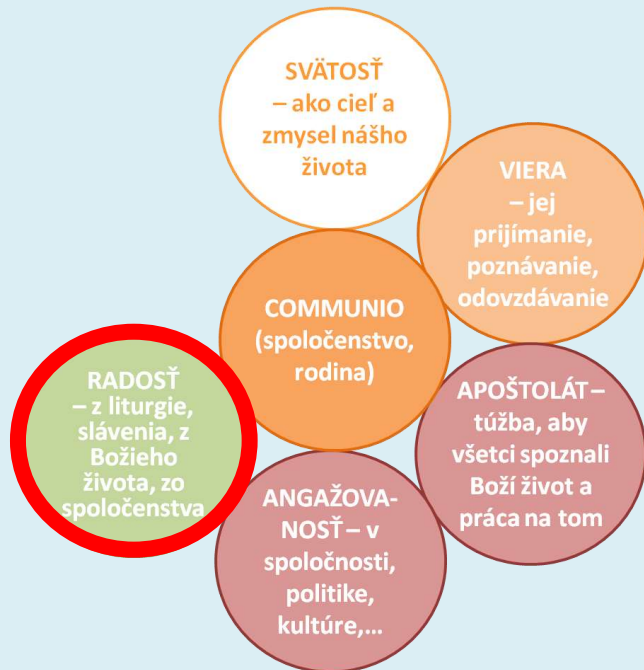 SVÄTOSŤ
– ako cieľ a
zmysel nášho
života
VIERA
– jej
prijímanie,
poznávanie,
odovzdávanie
COMMUNIO
(spoločenstvo,
rodina)
RADOSŤ
– z liturgie,
slávenia, z
Božieho
života, zo
spoločenstva
APOŠTOLÁT –
túžba, aby
všetci spoznali
Boží život a
práca na tom
ANGAŽOVA-
NOSŤ – v
spoločnosti,
politike,
kultúre,...